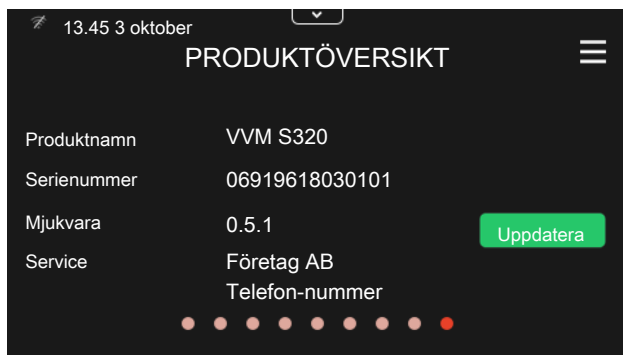 13.45 3 oktober
PRODUKTÖVERSIKT
Produktnamn VVM S320
Serienummer 06919618030101
Mjukvara 0.5.1 Uppdatera
Service Företag AB
Telefon-nummer